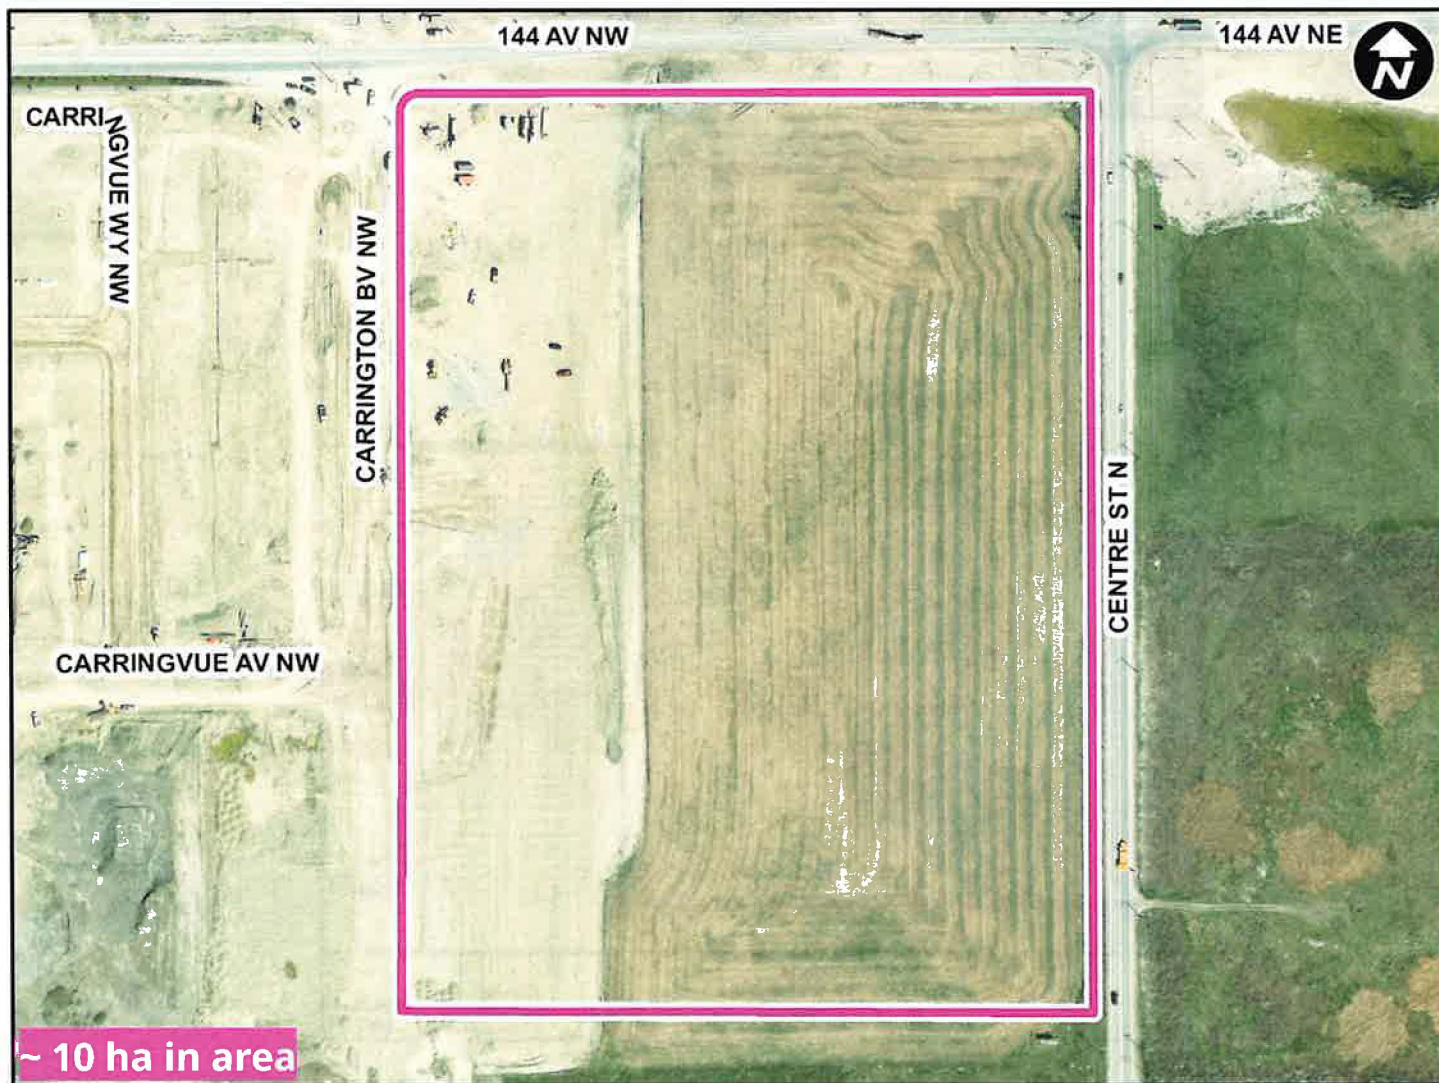 144 AV NW
144 AV NE
N
CARRINGVUE WY NW
CARRINGTON BV NW
CENTRE ST N
CARRINGVUE AV NW
~ 10 ha in area